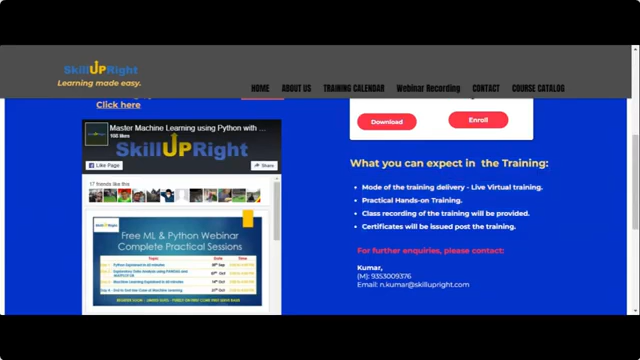 SkillUPRight
Learning made easy.
HOME ABOUT US TRAINING CALENDAR Webinar Recording CONTACT COURSE CATALOG
Click here
Master Machine Learning using Python with ...
188 likes
SkillUPRight
Like Page
Share
17 friends like this
Free ML & Python Webinar
Complete Practical Sessions
Topic Date Time
Download
Enroll
What you can expect in the Training:
Mode of the training delivery - Live Virtual training.
Practical Hands-on Training.
Class recording of the training will be provided.
Certificates will be issued post the training.
For further enquiries, please contact:
Kumar,
(M): 9353009376
Email: n.kumar@skillupright.com